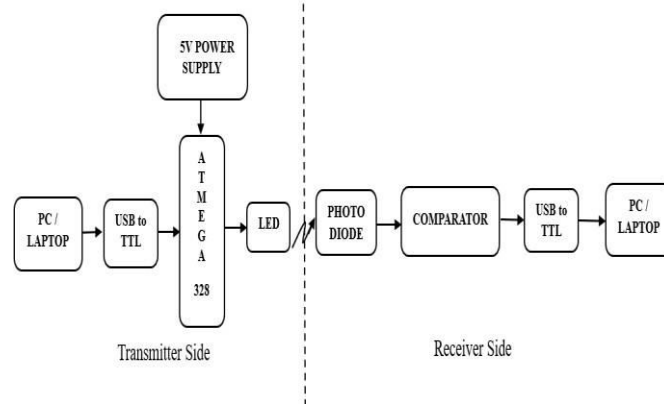 5V POWER
SUPPLY
PC /
LAPTOP
USB to
TTL
A
T
M
E
G
A
328
LED
PHOTO
DIODE
COMPARATOR
USB to
TTL
PC /
LAPTOP
Transmitter Side
Receiver Side